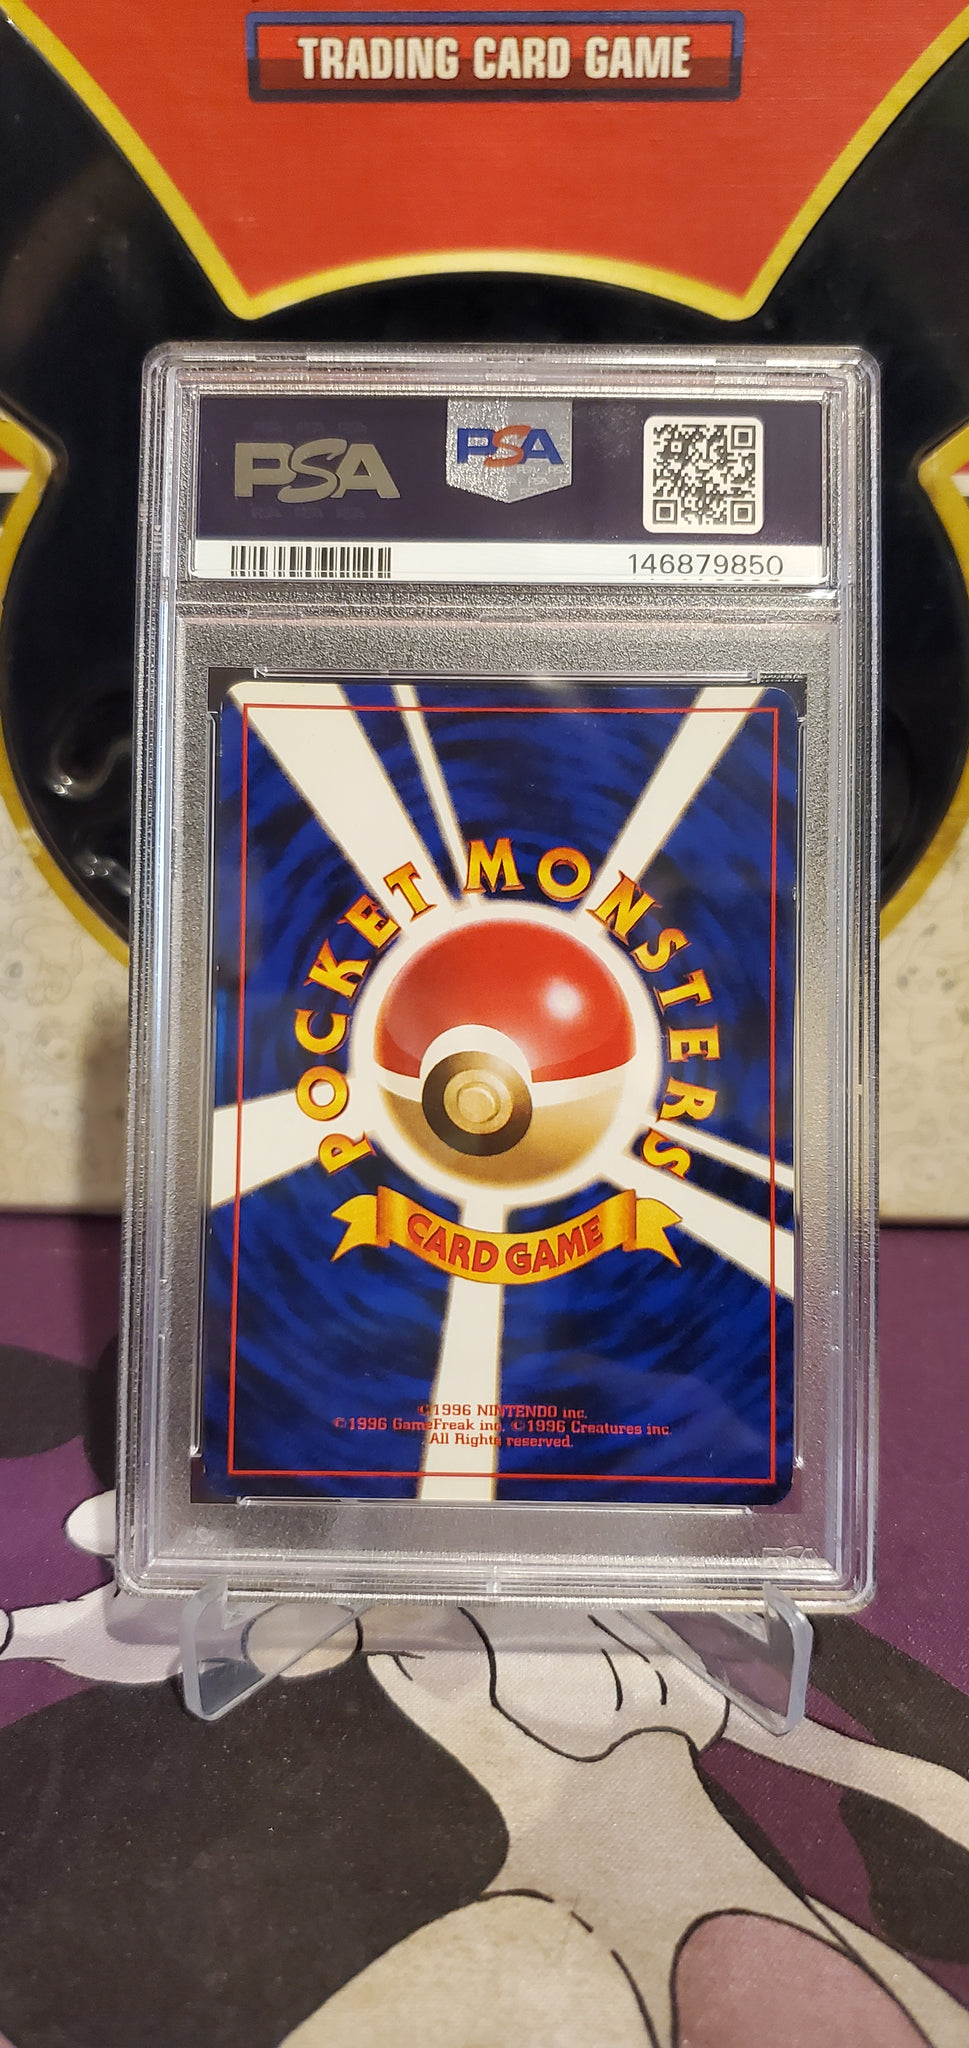 TRADING CARD GAME
PSA
PSA
146879850
POCKET MONSTERS
CARD GAME
©1996 NINTENDO inc.
©1996 GameFreak inc. ©1996 Creatures inc.
All Rights reserved.
PSA